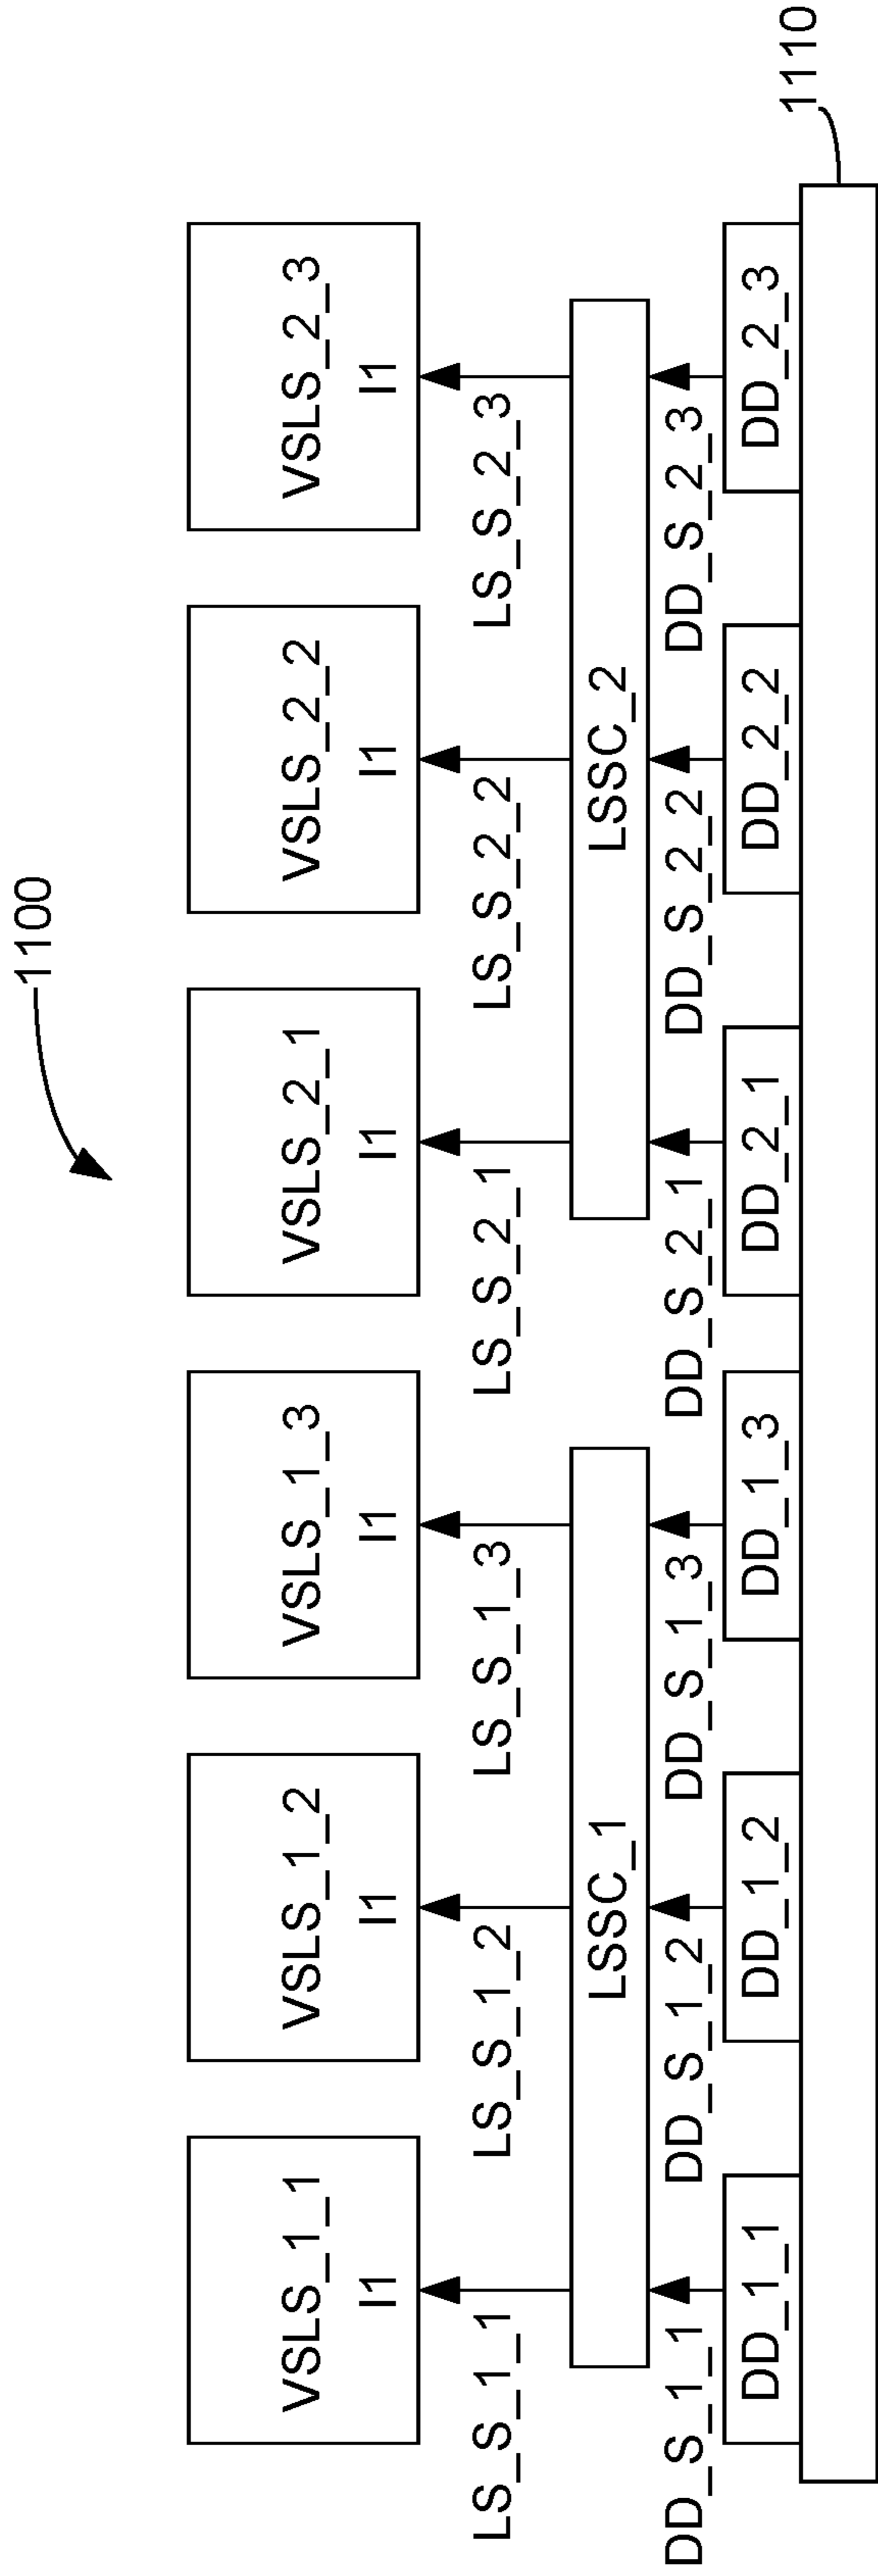 1100
VSLS_1_1 VSLS_1_2 VSLS_1_3 VSLS_2_1 VSLS_2_2 VSLS_2_3
I1 I1 I1 I1 I1 I1
LS_S_1_1 LS_S_1_2 LS_S_1_3 LS_S_2_1 LS_S_2_2 LS_S_2_3
LSSC_1 LSSC_2
DD_S_1_1 DD_S_1_2 DD_S_1_3 DD_S_2_1 DD_S_2_2 DD_S_2_3
DD_1_1 DD_1_2 DD_1_3 DD_2_1 DD_2_2 DD_2_3
1110